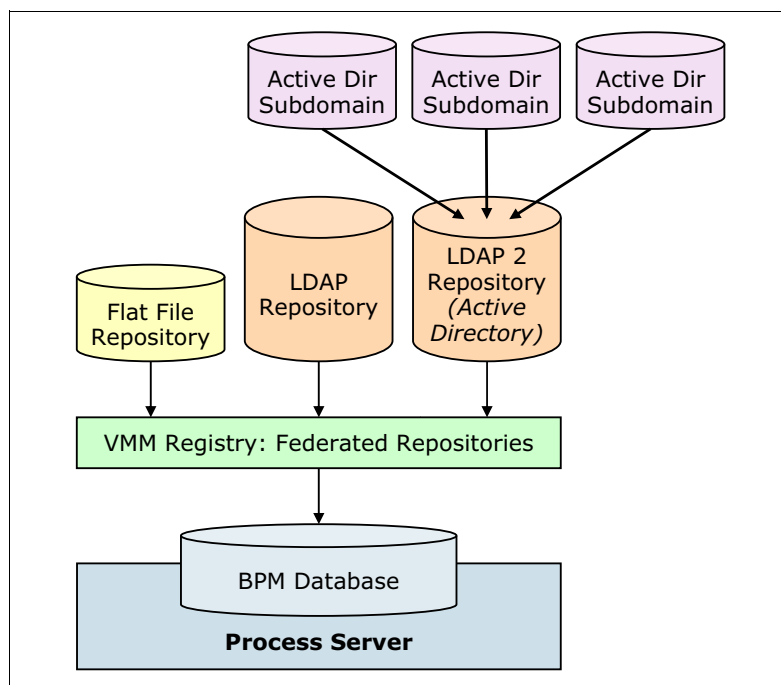 Active Dir
Subdomain
Active Dir
Subdomain
Active Dir
Subdomain
Flat File
Repository
LDAP
Repository
LDAP 2
Repository
(Active
Directory)
VMM Registry: Federated Repositories
BPM Database
Process Server